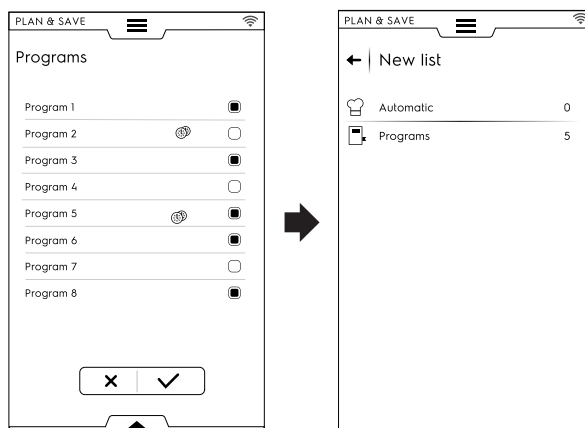 PLAN & SAVE
Programs
Program 1
Program 2
Program 3
Program 4
Program 5
Program 6
Program 7
Program 8
PLAN & SAVE
New list
Automatic 0
Programs 5